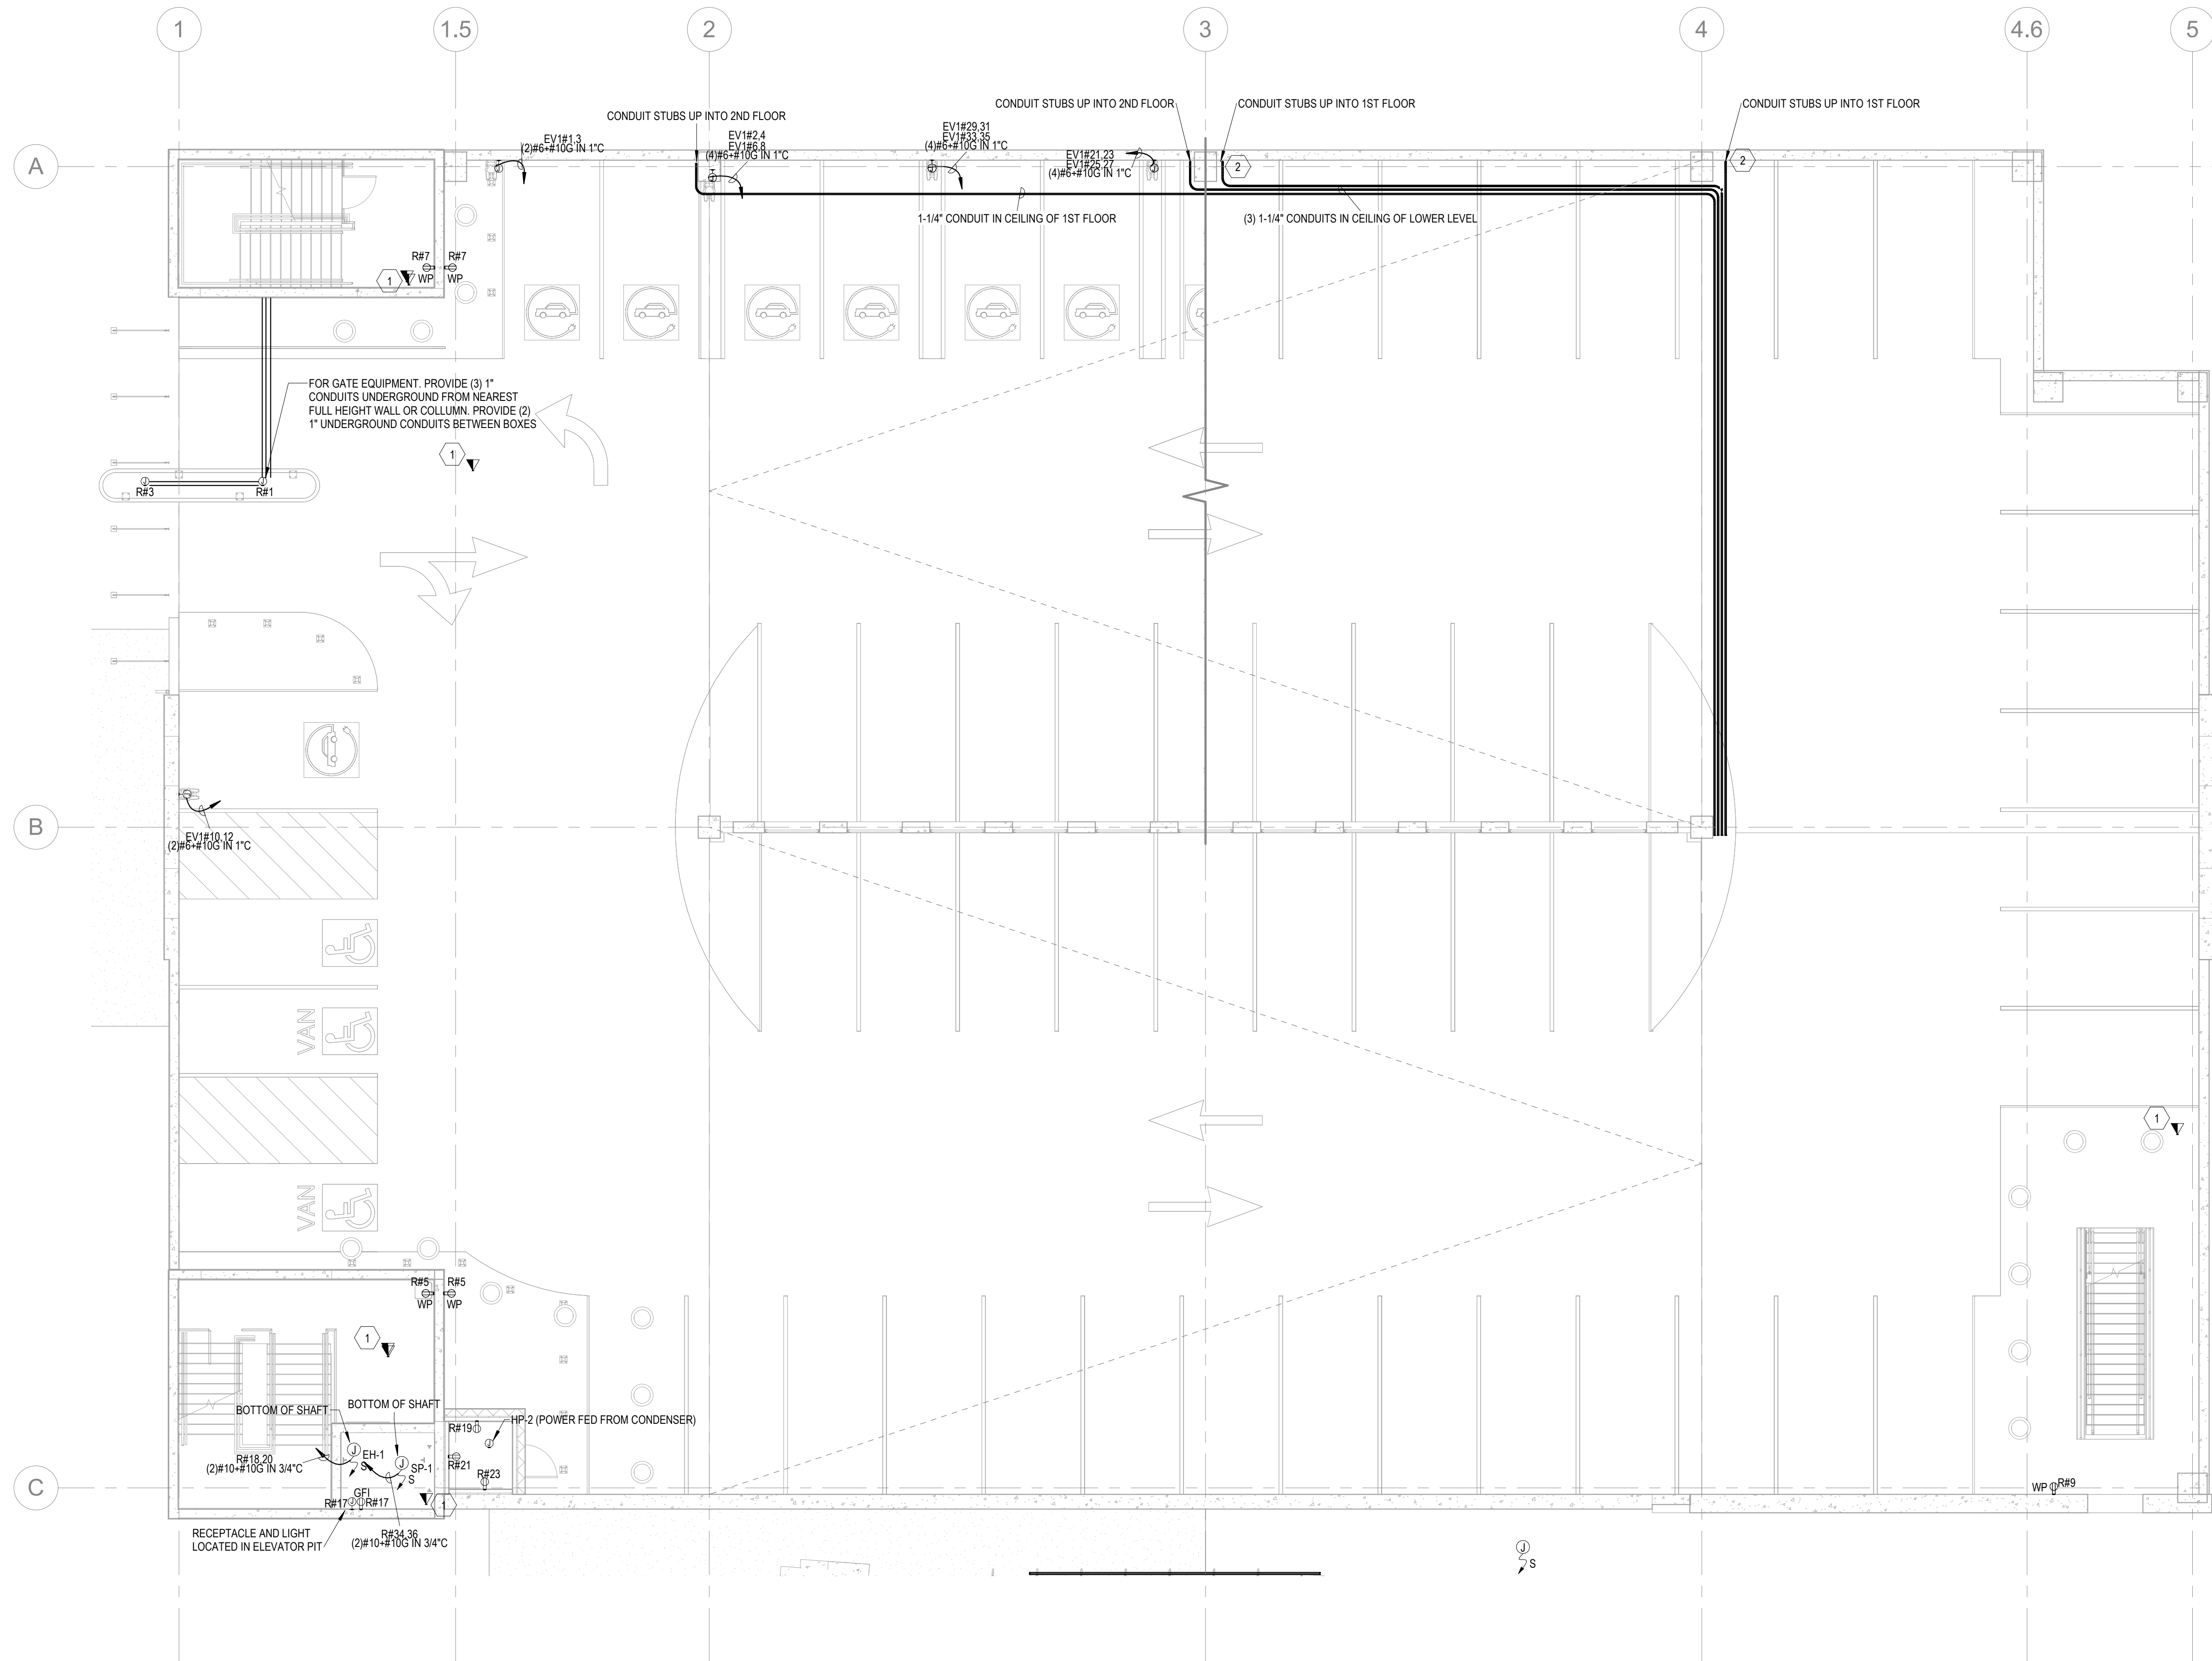 1
1.5
2
3
4
4.6
5
CONDUIT STUBS UP INTO 2ND FLOOR
CONDUIT STUBS UP INTO 2ND FLOOR
CONDUIT STUBS UP INTO 1ST FLOOR
CONDUIT STUBS UP INTO 1ST FLOOR
EV1#1,3
(2)#6+#10G IN 1"C
EV1#2,4
EV1#6,8
(4)#6+#10G IN 1"C
EV1#29,31
EV1#33,35
(4)#6+#10G IN 1"C
EV1#21,23
EV1#25,27
(4)#6+#10G IN 1"C
A
2
2
1-1/4" CONDUIT IN CEILING OF 1ST FLOOR
(3) 1-1/4" CONDUITS IN CEILING OF LOWER LEVEL
R#7
R#7
1
WP
WP
FOR GATE EQUIPMENT. PROVIDE (3) 1"
CONDUITS UNDERGROUND FROM NEAREST
FULL HEIGHT WALL OR COLLUMN. PROVIDE (2)
1" UNDERGROUND CONDUITS BETWEEN BOXES
1
J
J
R#3
R#1
B
EV1#10,12
(2)#6+#10G IN 1"C
VAN
1
VAN
R#5
R#5
WP
WP
1
BOTTOM OF SHAFT
BOTTOM OF SHAFT
HP-2 (POWER FED FROM CONDENSER)
R#19
J
J
EH-1
R#18,20
(2)#10+#10G IN 3/4"C
S
J
SP-1
S
R#21
R#23
C
GFI
R#17
J
R#17
1
WP
R#9
RECEPTACLE AND LIGHT
LOCATED IN ELEVATOR PIT
R#34,36
(2)#10+#10G IN 3/4"C
J
S